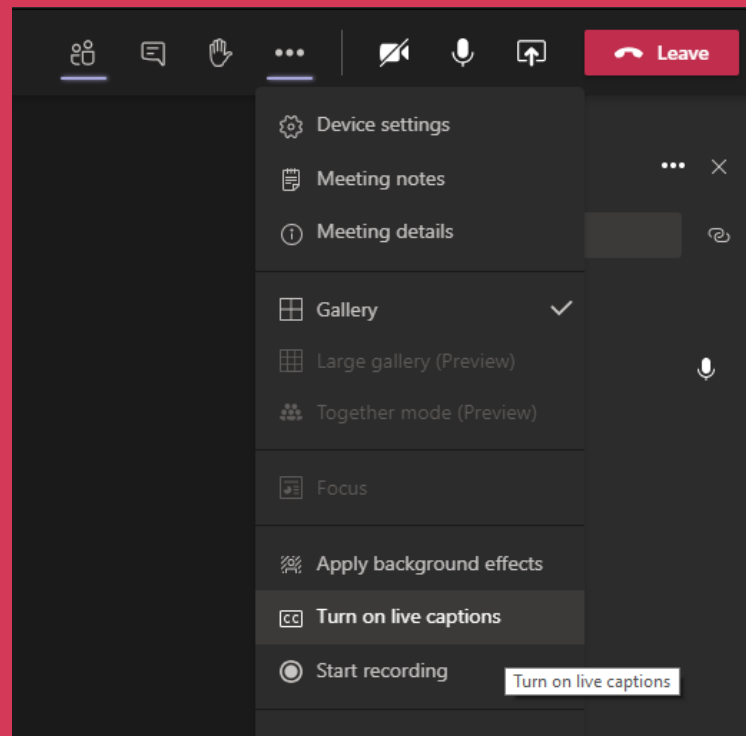 Leave
Device settings
Meeting notes
Meeting details
Gallery
Large gallery (Preview)
Together mode (Preview)
Focus
Apply background effects
CC Turn on live captions
Start recording
Turn on live captions